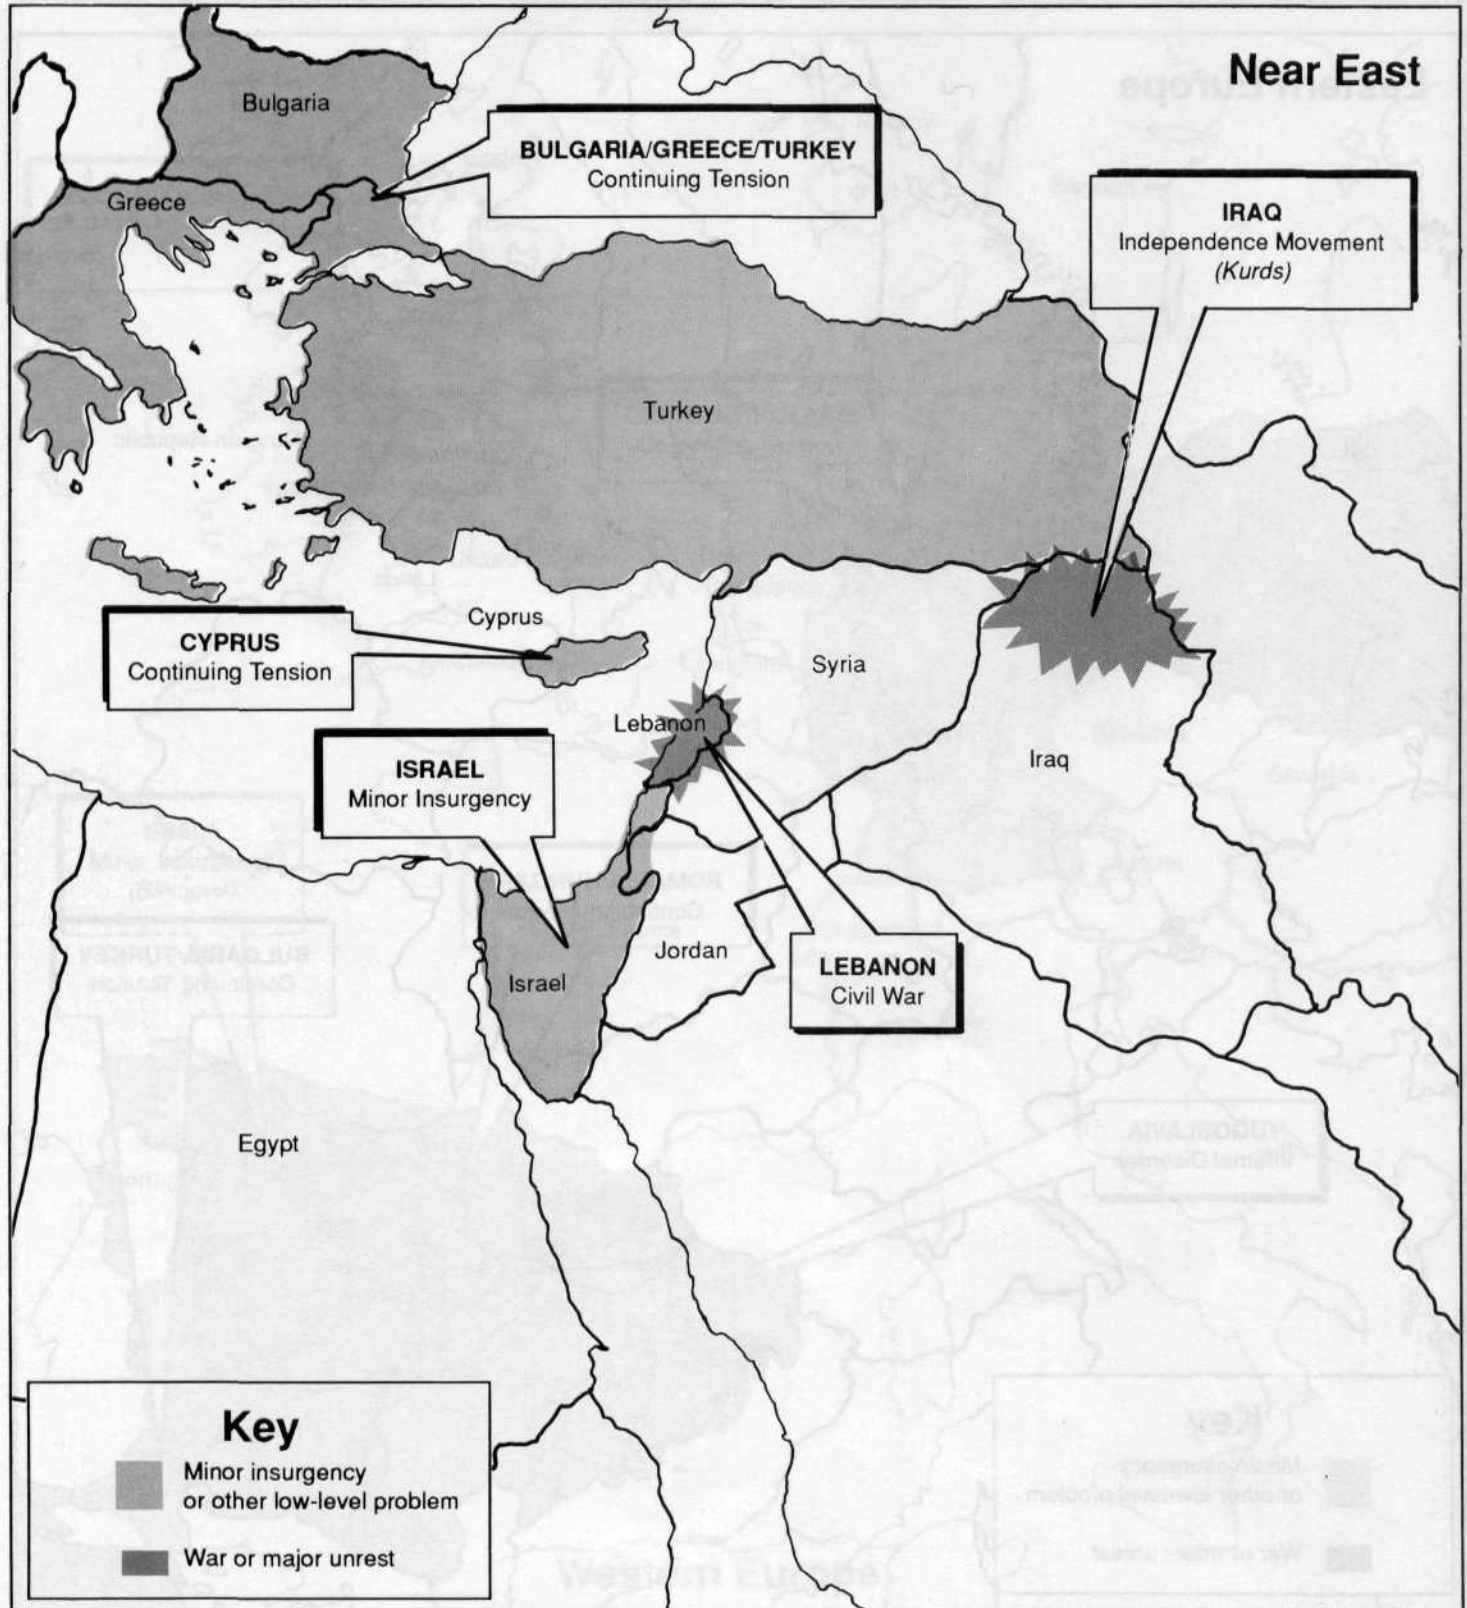 Near East
Bulgaria
BULGARIA/GREECE/TURKEY
Continuing Tension
Greece
IRAQ
Independence Movement
(Kurds)
Turkey
Cyprus
CYPRUS
Continuing Tension
Syria
Lebanon
Iraq
ISRAEL
Minor Insurgency
Jordan
Israel
LEBANON
Civil War
Egypt
Key
Minor insurgency
or other low-level problem
War or major unrest